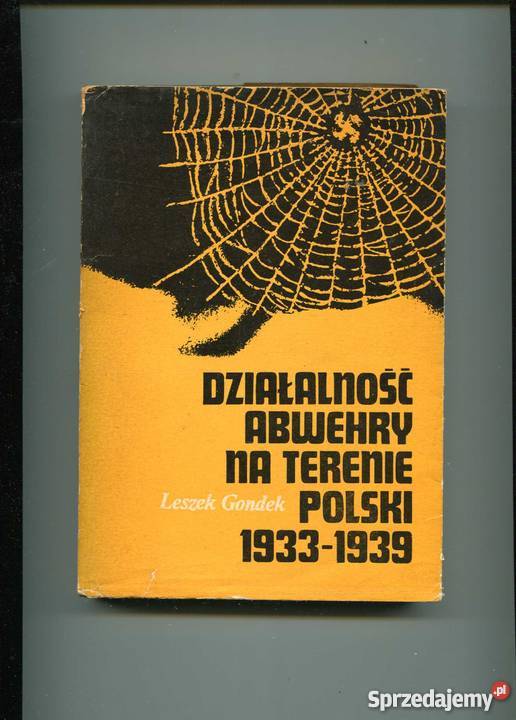 DZIAŁALNOŚĆ
ABWEHRY
NA TERENIE
Leszek Gondek POLSKI
1933-1939
Sprzedajemy.pl